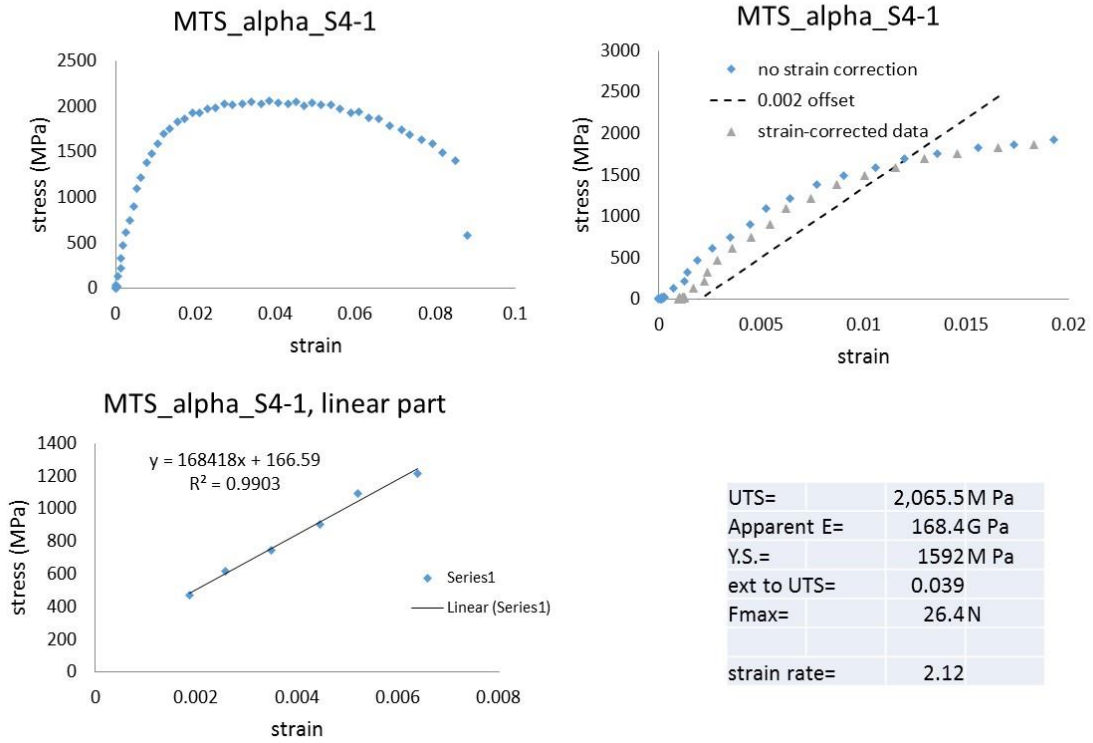 MTS_alpha_S4-1
2500
2000
1500
1000
500
0
stress (MPa)
0 0.02 0.04 0.06 0.08 0.1
strain
MTS_alpha_S4-1
3000
2500
2000
1500
1000
500
0
stress (MPa)
no strain correction
0.002 offset
strain-corrected data
0 0.005 0.01 0.015 0.02
strain
MTS_alpha_S4-1, linear part
1400
1200
1000
800
600
400
200
0
stress (MPa)
y = 168418x + 166.59
R² = 0.9903
Series1
Linear (Series1)
0 0.002 0.004 0.006 0.008
strain
UTS= 2,065.5 M Pa
Apparent E= 168.4 G Pa
Y.S.= 1592 M Pa
ext to UTS= 0.039
Fmax= 26.4 N
strain rate= 2.12